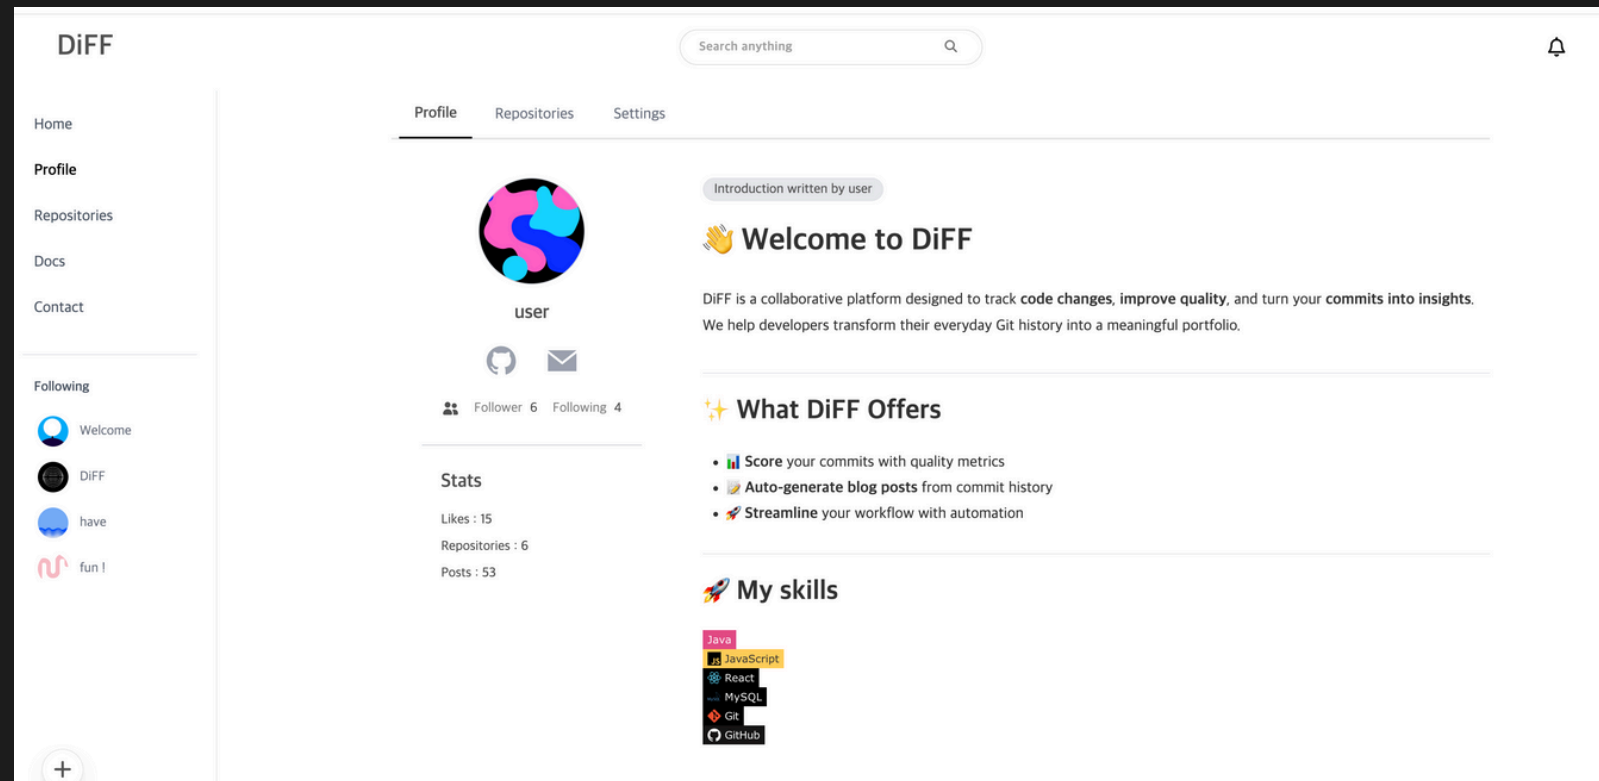 DiFF
Search anything
Home
Profile
Repositories
Docs
Contact
Following
Welcome
DiFF
have
fun !
Profile
Repositories
Settings
user
Follower 6 Following 4
Stats
Likes : 15
Repositories : 6
Posts : 53
Introduction written by user
👋 Welcome to DiFF
DiFF is a collaborative platform designed to track code changes, improve quality, and turn your commits into insights.
We help developers transform their everyday Git history into a meaningful portfolio.
✨ What DiFF Offers
• 📊 Score your commits with quality metrics
• 📝 Auto-generate blog posts from commit history
• 🚀 Streamline your workflow with automation
🚀 My skills
Java
JS JavaScript
React
MySQL
Git
GitHub